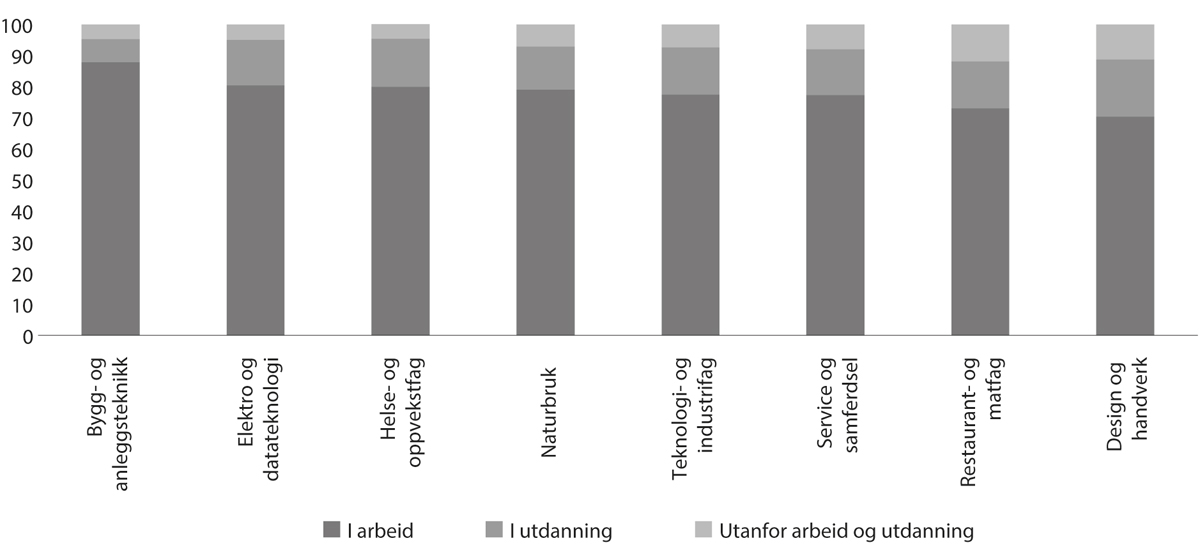 100
90
80
70
60
50
40
30
20
10
0
Bygg- og
anleggsteknikk
Elektro og
datateknologi
Helse- og
oppvekstfag
Naturbruk
Teknologi- og
industrifag
Service og
samferdsel
Restaurant- og
matfag
Design og
handverk
I arbeid
I utdanning
Utanfor arbeid og utdanning